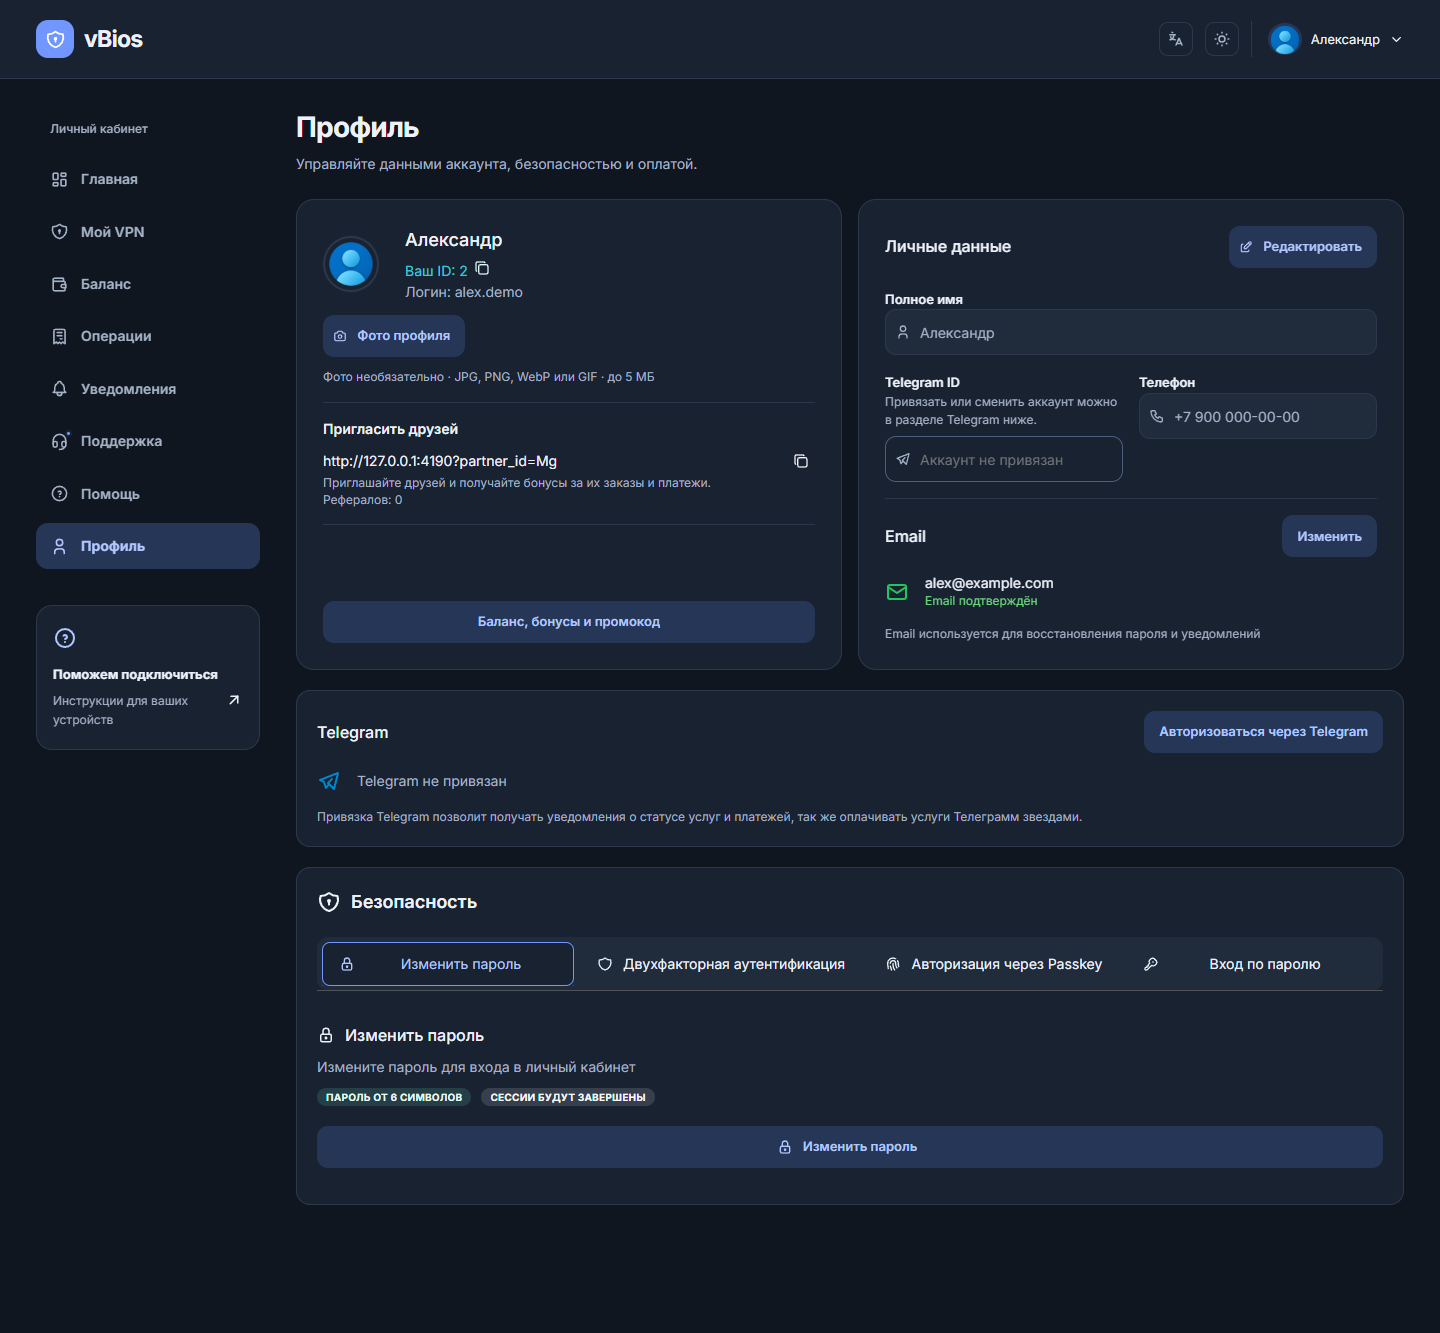 vBios
Александр
Личный кабинет
Главная
Мой VPN
Баланс
Операции
Уведомления
Поддержка
Помощь
Профиль
Поможем подключиться
Инструкции для ваших
устройств
Профиль
Управляйте данными аккаунта, безопасностью и оплатой.
Александр
Ваш ID: 2
Логин: alex.demo
Фото профиля
Фото необязательно · JPG, PNG, WebP или GIF · до 5 МБ
Пригласить друзей
http://127.0.0.1:4190?partner_id=Mg
Приглашайте друзей и получайте бонусы за их заказы и платежи.
Рефералов: 0
Баланс, бонусы и промокод
Личные данные
Редактировать
Полное имя
Александр
Telegram ID
Привязать или сменить аккаунт можно
в разделе Telegram ниже.
Аккаунт не привязан
Телефон
+7 900 000-00-00
Email
Изменить
alex@example.com
Email подтверждён
Email используется для восстановления пароля и уведомлений
Telegram
Авторизоваться через Telegram
Telegram не привязан
Привязка Telegram позволит получать уведомления о статусе услуг и платежей, так же оплачивать услуги Телеграмм звездами.
Безопасность
Изменить пароль
Двухфакторная аутентификация
Авторизация через Passkey
Вход по паролю
Изменить пароль
Измените пароль для входа в личный кабинет
ПАРОЛЬ ОТ 6 СИМВОЛОВ
СЕССИИ БУДУТ ЗАВЕРШЕНЫ
Изменить пароль